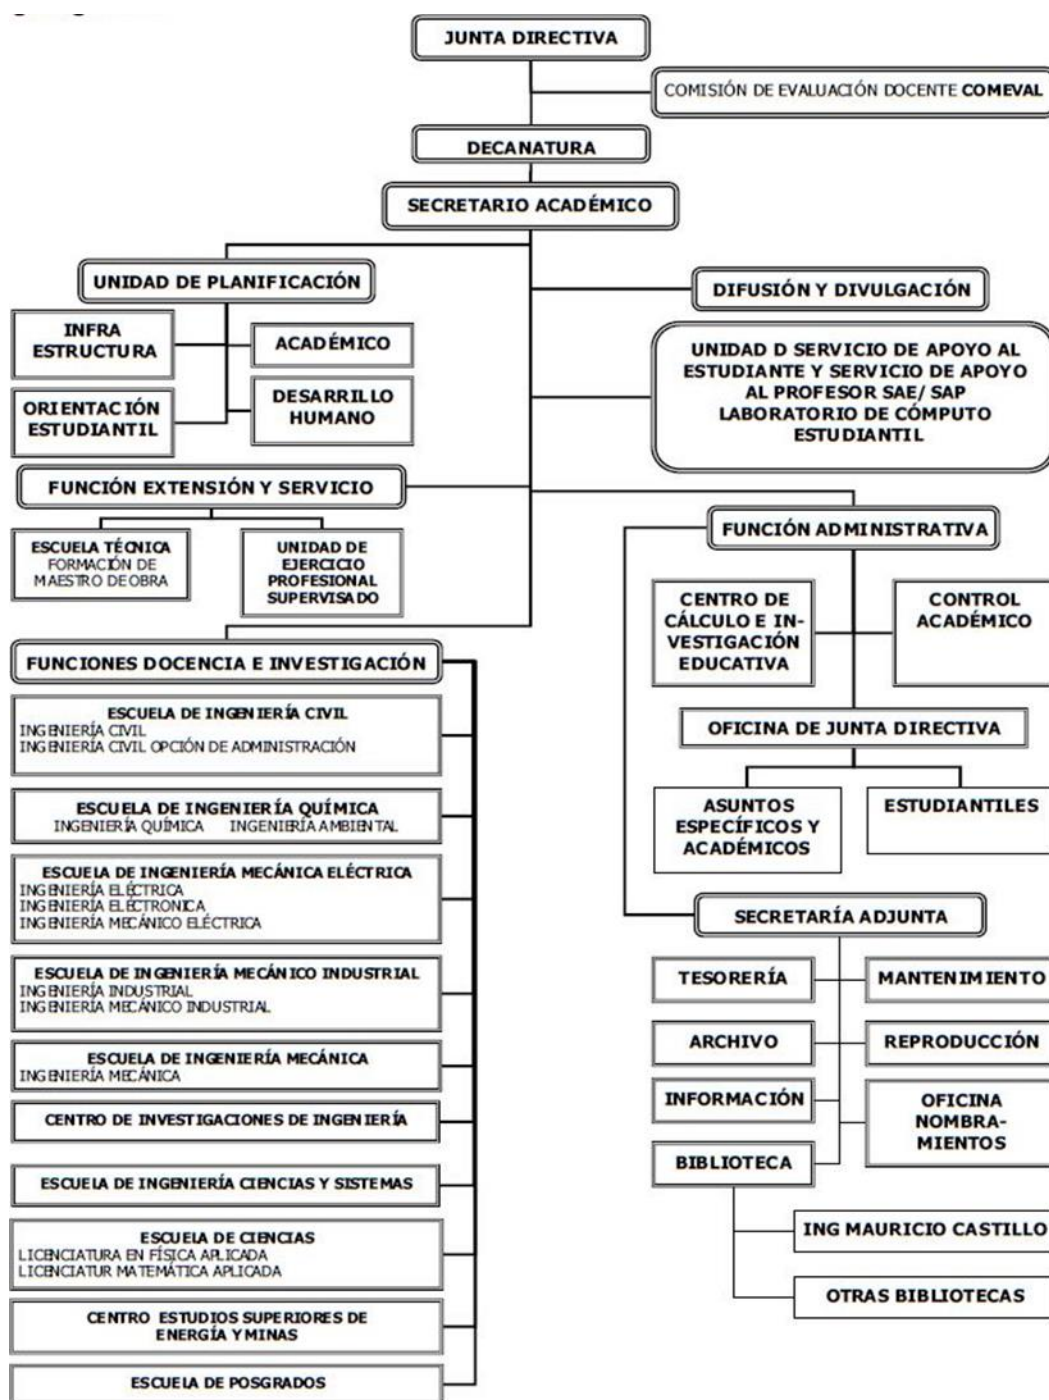 JUNTA DIRECTIVA
COMISIÓN DE EVALUACIÓN DOCENTE COMEVAL
DECANATURA
SECRETARIO ACADÉMICO
UNIDAD DE PLANIFICACIÓN
INFRA
ESTRUCTURA
ACADÉMICO
ORIENTACIÓN
ESTUDIANTIL
DESARRILLO
HUMANO
DIFUSIÓN Y DIVULGACIÓN
UNIDAD D SERVICIO DE APOYO AL
ESTUDIANTE Y SERVICIO DE APOYO
AL PROFESOR SAE/ SAP
LABORATORIO DE CÓMPUTO
ESTUDIANTIL
FUNCIÓN EXTENSIÓN Y SERVICIO
ESCUELA TÉCNICA
FORMACIÓN DE
MAESTRO DE OBRA
UNIDAD DE
EJERCICIO
PROFESIONAL
SUPERVISADO
FUNCIÓN ADMINISTRATIVA
CENTRO DE
CÁLCULO E IN-
VESTIGACIÓN
EDUCATIVA
CONTROL
ACADÉMICO
OFICINA DE JUNTA DIRECTIVA
ASUNTOS
ESPECÍFICOS Y
ACADÉMICOS
ESTUDIANTILES
SECRETARÍA ADJUNTA
TESORERÍA
MANTENIMIENTO
ARCHIVO
REPRODUCCIÓN
INFORMACIÓN
OFICINA
NOMBRA-
MIENTOS
BIBLIOTECA
ING MAURICIO CASTILLO
OTRAS BIBLIOTECAS
FUNCIONES DOCENCIA E INVESTIGACIÓN
ESCUELA DE INGENIERÍA CIVIL
INGENIERÍA CIVIL
INGENIERÍA CIVIL OPCIÓN DE ADMINISTRACIÓN
ESCUELA DE INGENIERÍA QUÍMICA
INGENIERÍA QUÍMICA INGENIERÍA AMBIENTAL
ESCUELA DE INGENIERÍA MECÁNICA ELÉCTRICA
INGENIERÍA ELÉCTRICA
INGENIERÍA ELÉCTRONICA
INGENIERÍA MECÁNICO ELÉCTRICA
ESCUELA DE INGENIERÍA MECÁNICO INDUSTRIAL
INGENIERÍA INDUSTRIAL
INGENIERÍA MECÁNICO INDUSTRIAL
ESCUELA DE INGENIERÍA MECÁNICA
INGENIERÍA MECÁNICA
CENTRO DE INVESTIGACIONES DE INGENIERÍA
ESCUELA DE INGENIERÍA CIENCIAS Y SISTEMAS
ESCUELA DE CIENCIAS
LICENCIATURA EN FÍSICA APLICADA
LICENCIATUR MATEMÁTICA APLICADA
CENTRO ESTUDIOS SUPERIORES DE
ENERGÍA Y MINAS
ESCUELA DE POSGRADOS